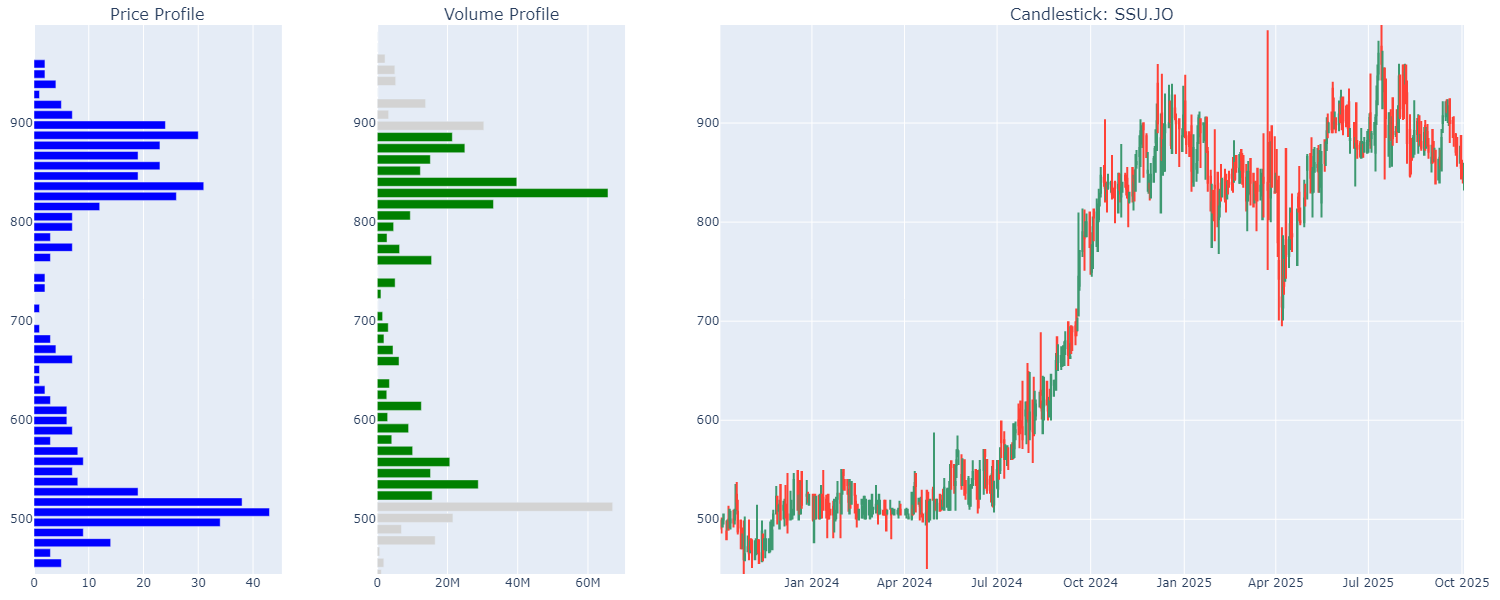 Price Profile
Volume Profile
Candlestick: SSU.JO
900
800
700
600
500
0
10
20
30
40
900
800
700
600
500
0
20M
40M
60M
900
800
700
600
500
Jan 2024
Apr 2024
Jul 2024
Oct 2024
Jan 2025
Apr 2025
Jul 2025
Oct 2025